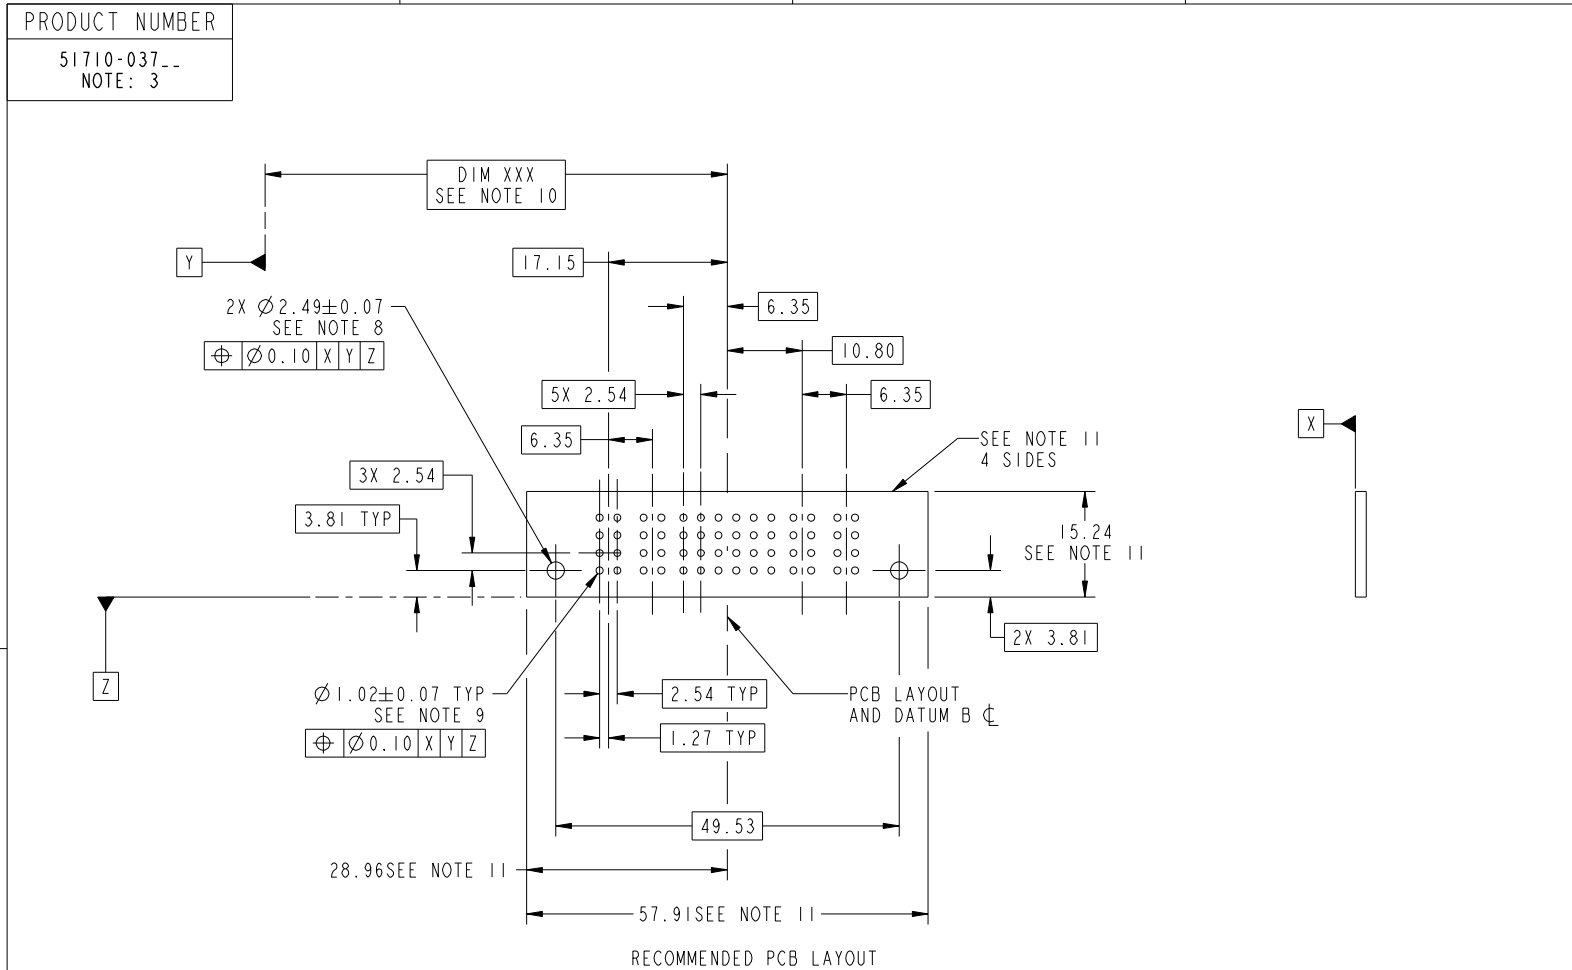 PRODUCT NUMBER
51710-037__
NOTE: 3
DIM XXX
SEE NOTE 10
Y
17.15
2X Ø2.49±0.07
SEE NOTE 8
⌖ Ø0.10 X Y Z
6.35
10.80
5X 2.54
6.35
6.35
X
SEE NOTE 11
4 SIDES
3X 2.54
3.81 TYP
15.24
SEE NOTE 11
2X 3.81
Z
Ø1.02±0.07 TYP
SEE NOTE 9
⌖ Ø0.10 X Y Z
2.54 TYP
1.27 TYP
PCB LAYOUT
AND DATUM B ℄
49.53
28.96SEE NOTE 11
57.91SEE NOTE 11
RECOMMENDED PCB LAYOUT